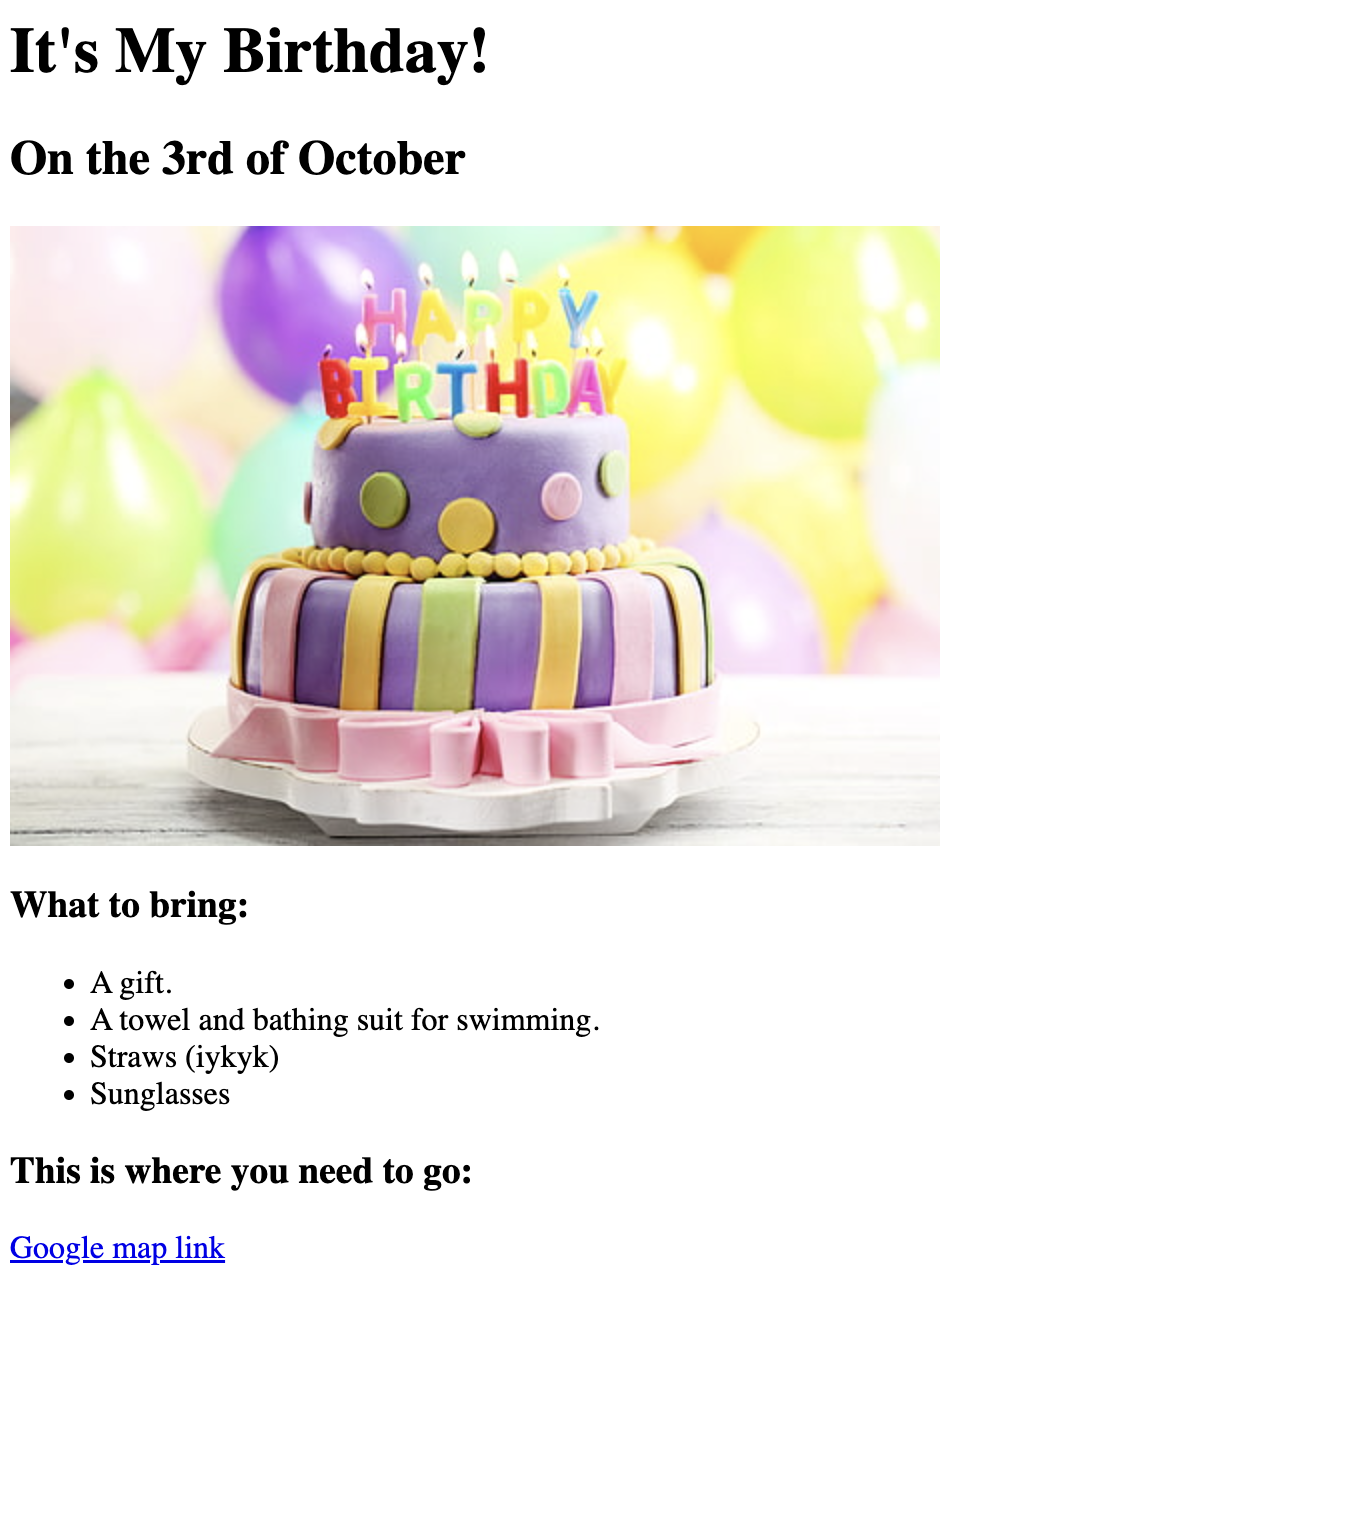 It's My Birthday!
On the 3rd of October
HAPPY
BIRTHDAY
What to bring:
A gift.
A towel and bathing suit for swimming.
Straws (iykyk)
Sunglasses
This is where you need to go:
Google map link